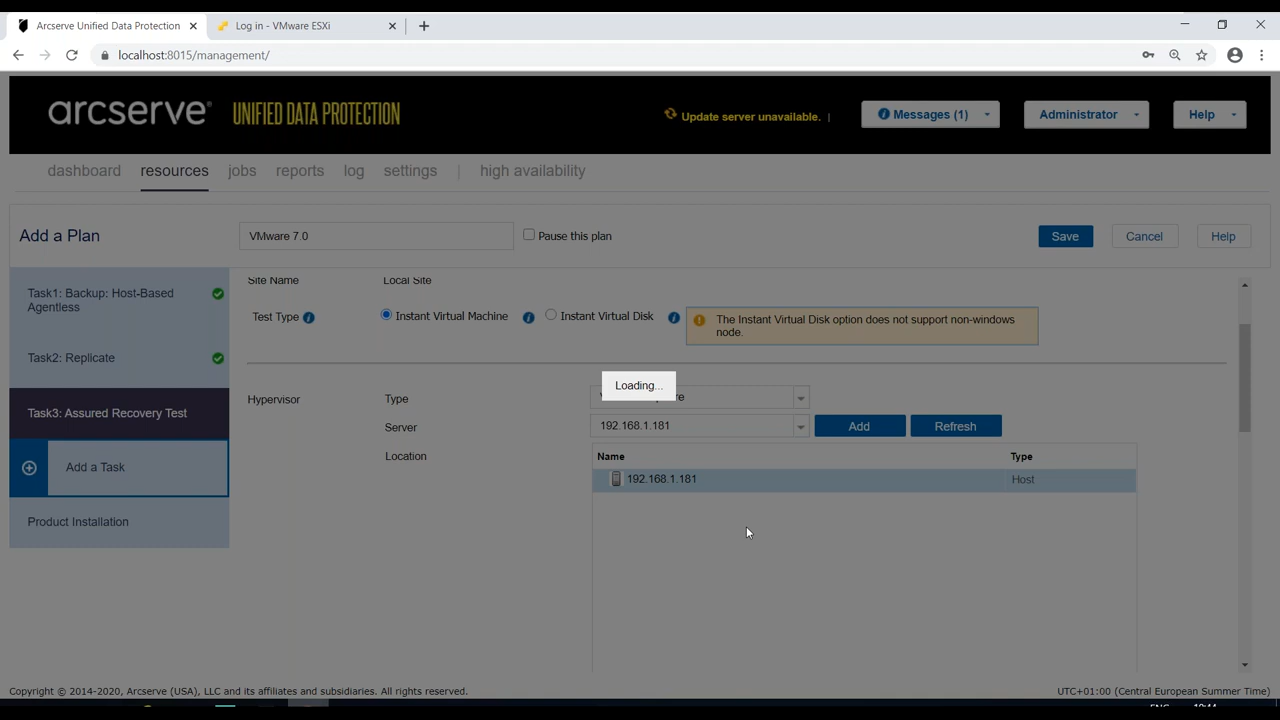 Arcserve Unified Data Protection
Log in - VMware ESXi
localhost:8015/management/
arcserve® UNIFIED DATA PROTECTION
Update server unavailable. |
Messages (1)
Administrator
Help
dashboard resources jobs reports log settings | high availability
Add a Plan
VMware 7.0
Pause this plan
Save
Cancel
Help
Task1: Backup: Host-Based
Agentless
Task2: Replicate
Task3: Assured Recovery Test
Add a Task
Product Installation
Site Name Local Site
Test Type Instant Virtual Machine Instant Virtual Disk
The Instant Virtual Disk option does not support non-windows
node.
Loading...
Hypervisor Type
Server 192.168.1.181 Add Refresh
Location
Name Type
192.168.1.181 Host
Copyright © 2014-2020, Arcserve (USA), LLC and its affiliates and subsidiaries. All rights reserved.
UTC+01:00 (Central European Summer Time)